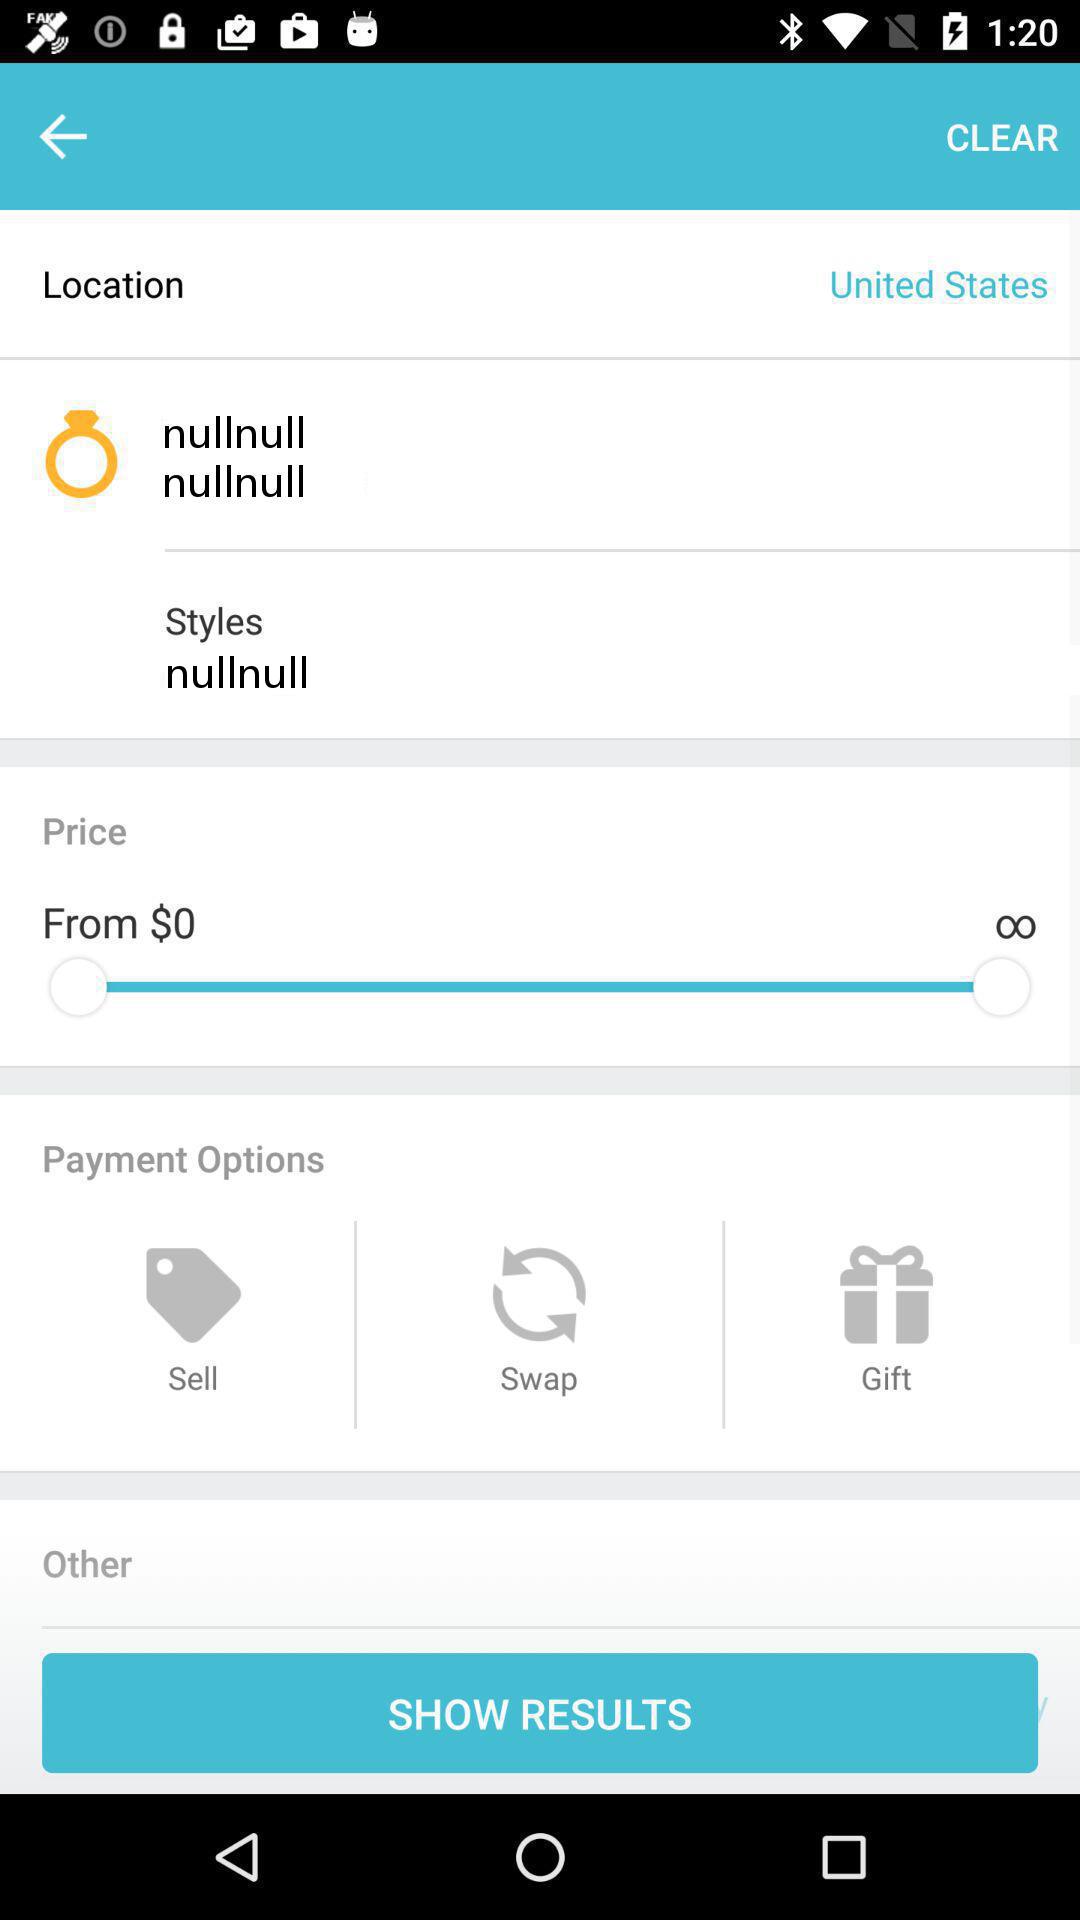 FAKE
1:20
CLEAR
Location
United States
nullnull
nullnull
Styles
nullnull
Price
From $0
∞
Payment Options
Sell
Swap
Gift
Other
SHOW RESULTS